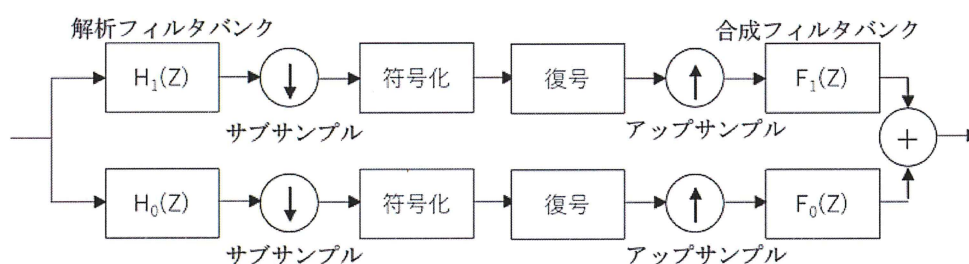 解析フィルタバンク
合成フィルタバンク
H₁(Z)
↓
符号化
復号
↑
F₁(Z)
サブサンプル
アップサンプル
+
H₀(Z)
↓
符号化
復号
↑
F₀(Z)
サブサンプル
アップサンプル